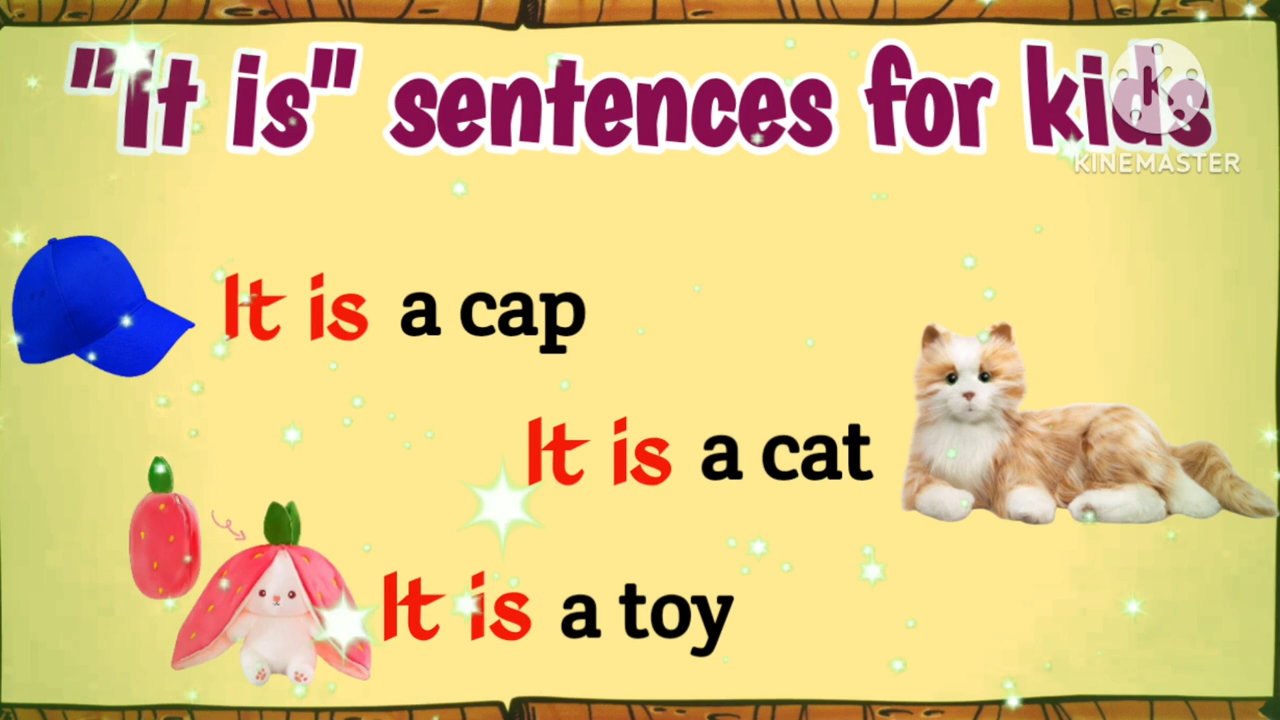 "It is" sentences for kids
K
KINEMASTER
It is a cap
It is a cat
It is a toy